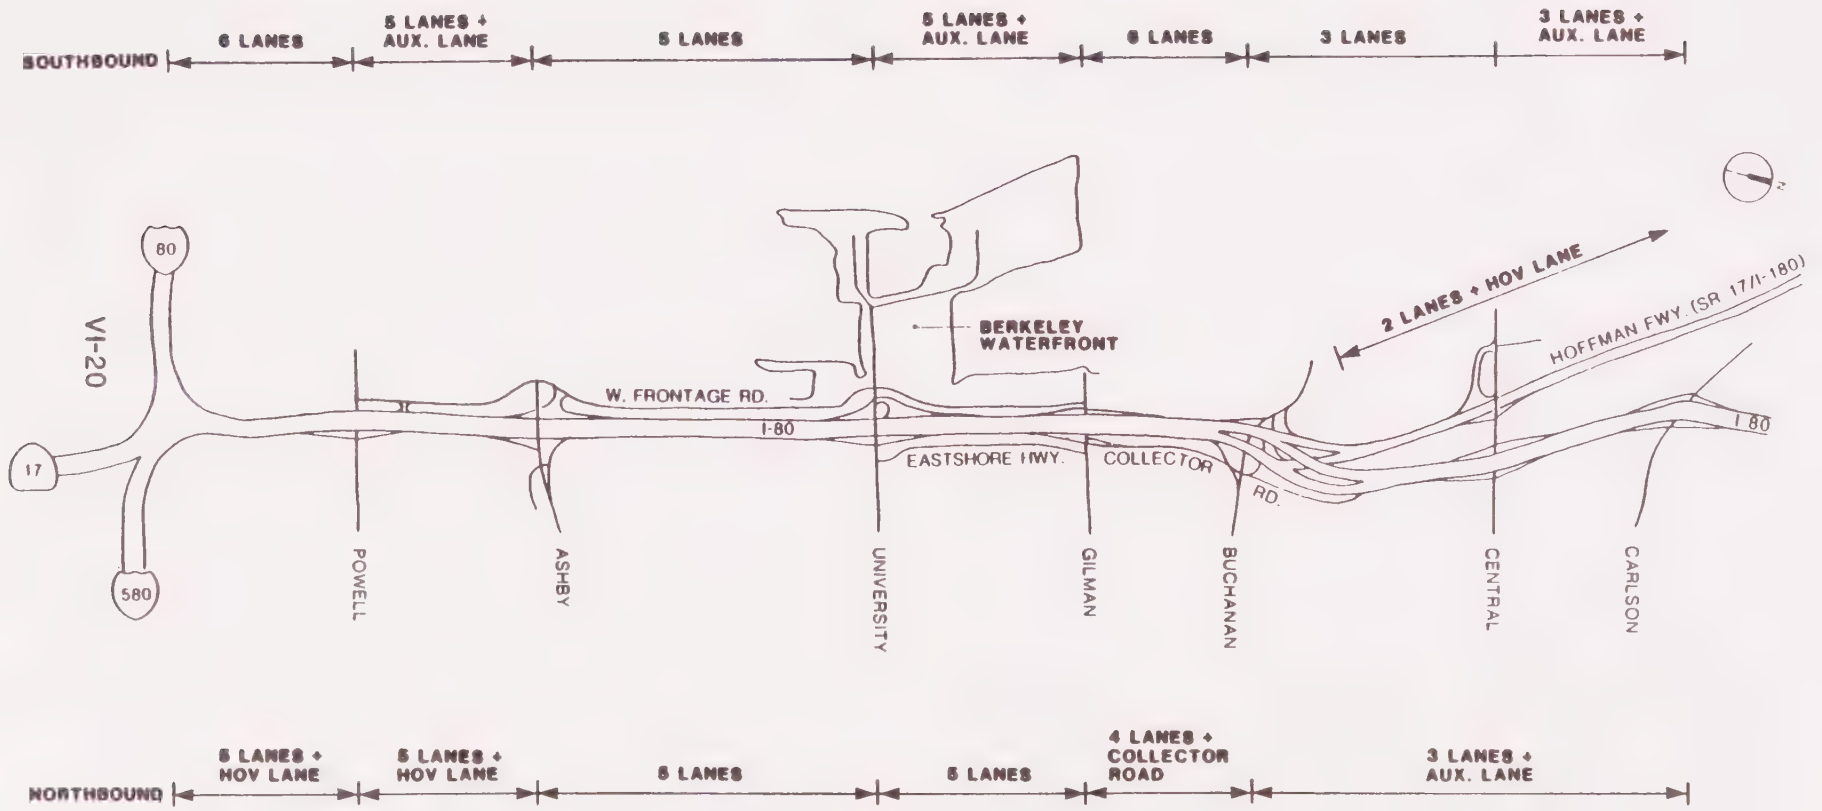 SOUTHBOUND
6 LANES
5 LANES +
AUX. LANE
5 LANES
5 LANES +
AUX. LANE
6 LANES
3 LANES
3 LANES +
AUX. LANE
N
80
VI-20
17
580
BERKELEY
WATERFRONT
2 LANES + HOV LANE
HOFFMAN FWY. (SR 17/I-180)
W. FRONTAGE RD.
I-80
I 80
EASTSHORE HWY.
COLLECTOR
RD.
POWELL
ASHBY
UNIVERSITY
GILMAN
BUCHANAN
CENTRAL
CARLSON
NORTHBOUND
5 LANES +
HOV LANE
5 LANES +
HOV LANE
5 LANES
5 LANES
4 LANES +
COLLECTOR
ROAD
3 LANES +
AUX. LANE